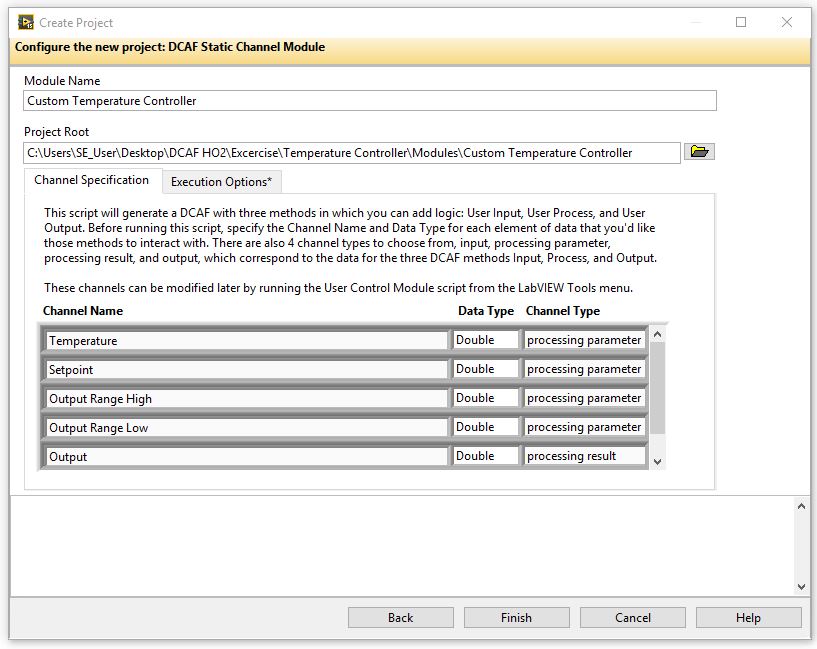 Create Project
Configure the new project: DCAF Static Channel Module
Module Name
Custom Temperature Controller
Project Root
C:\Users\SE_User\Desktop\DCAF HO2\Excercise\Temperature Controller\Modules\Custom Temperature Controller
Channel Specification Execution Options*
This script will generate a DCAF with three methods in which you can add logic: User Input, User Process, and User
Output. Before running this script, specify the Channel Name and Data Type for each element of data that you'd like
those methods to interact with. There are also 4 channel types to choose from, input, processing parameter,
processing result, and output, which correspond to the data for the three DCAF methods Input, Process, and Output.
These channels can be modified later by running the User Control Module script from the LabVIEW Tools menu.
Channel Name Data Type Channel Type
Temperature Double processing parameter
Setpoint Double processing parameter
Output Range High Double processing parameter
Output Range Low Double processing parameter
Output Double processing result
Back Finish Cancel Help